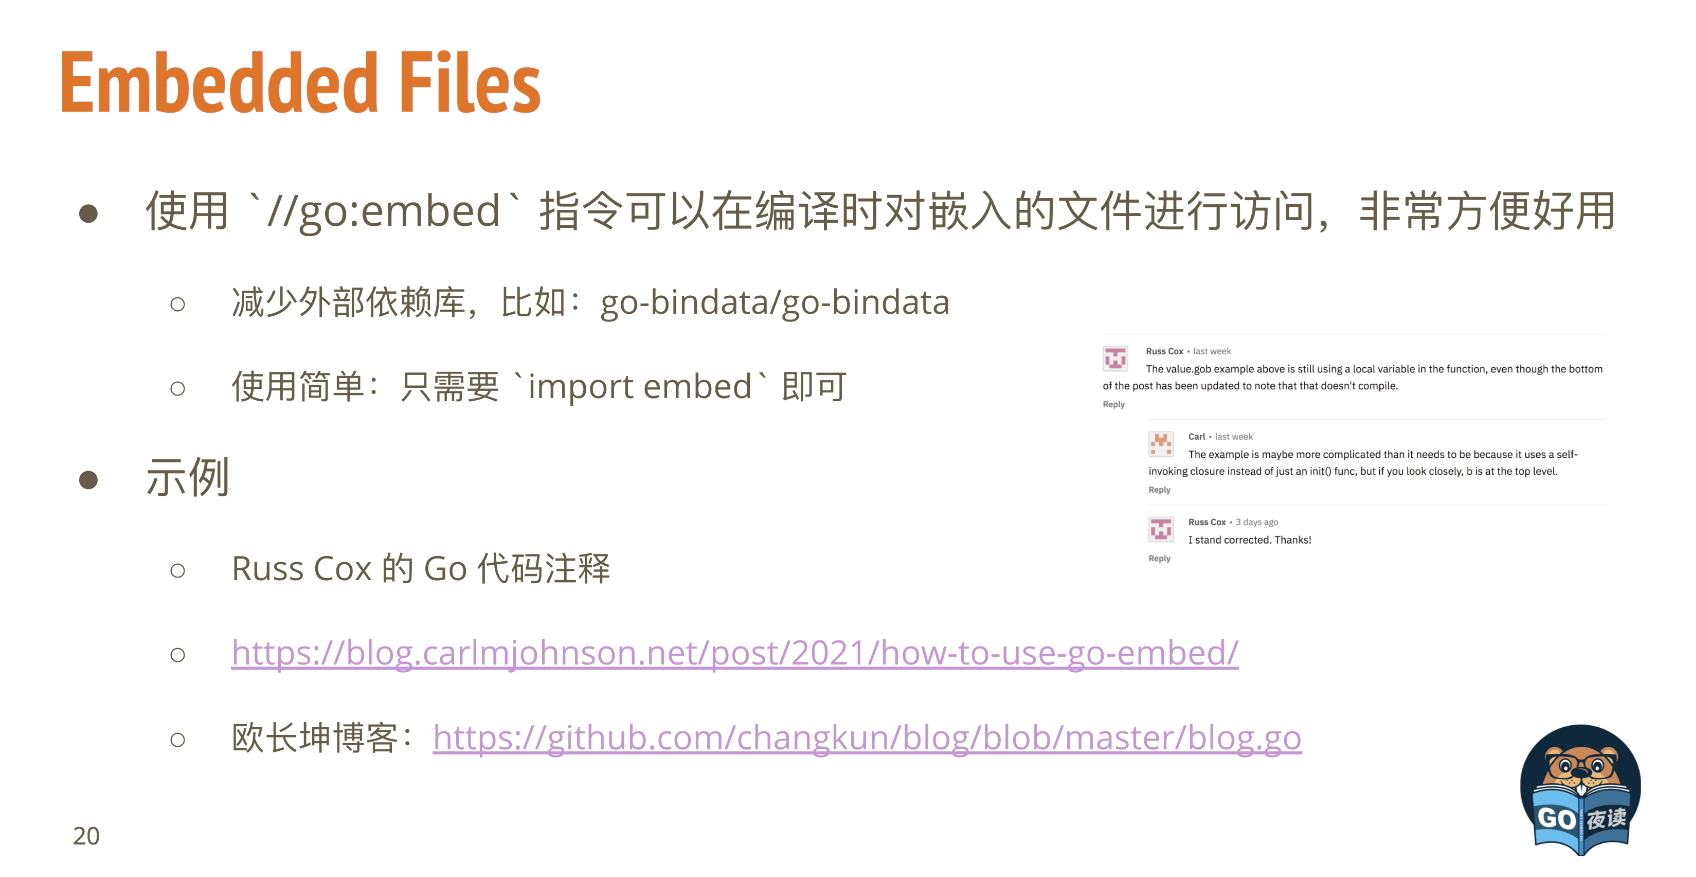 Embedded Files
● 使用 `//go:embed` 指令可以在编译时对嵌入的文件进行访问，非常方便好用
○ 减少外部依赖库，比如：go-bindata/go-bindata
○ 使用简单：只需要 `import embed` 即可
● 示例
○ Russ Cox 的 Go 代码注释
○ https://blog.carlmjohnson.net/post/2021/how-to-use-go-embed/
○ 欧长坤博客：https://github.com/changkun/blog/blob/master/blog.go
Russ Cox • last week
The value.gob example above is still using a local variable in the function, even though the bottom
of the post has been updated to note that that doesn't compile.
Reply
Carl • last week
The example is maybe more complicated than it needs to be because it uses a self-
invoking closure instead of just an init() func, but if you look closely, b is at the top level.
Reply
Russ Cox • 3 days ago
I stand corrected. Thanks!
Reply
20
GO 夜读